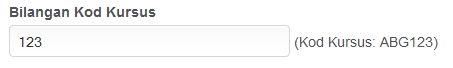 Bilangan Kod Kursus
123 (Kod Kursus: ABG123)